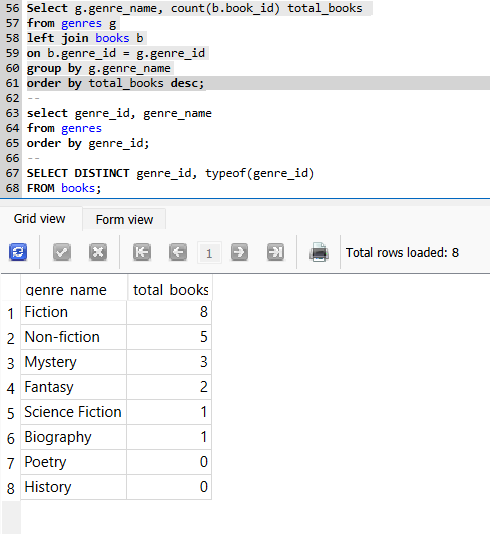 56 Select g.genre_name, count(b.book_id) total_books
57 from genres g
58 left join books b
59 on b.genre_id = g.genre_id
60 group by g.genre_name
61 order by total_books desc;
62 --
63 select genre_id, genre_name
64 from genres
65 order by genre_id;
66 --
67 SELECT DISTINCT genre_id, typeof(genre_id)
68 FROM books;
Grid view Form view
1 Total rows loaded: 8
genre_name total_books
1 Fiction 8
2 Non-fiction 5
3 Mystery 3
4 Fantasy 2
5 Science Fiction 1
6 Biography 1
7 Poetry 0
8 History 0